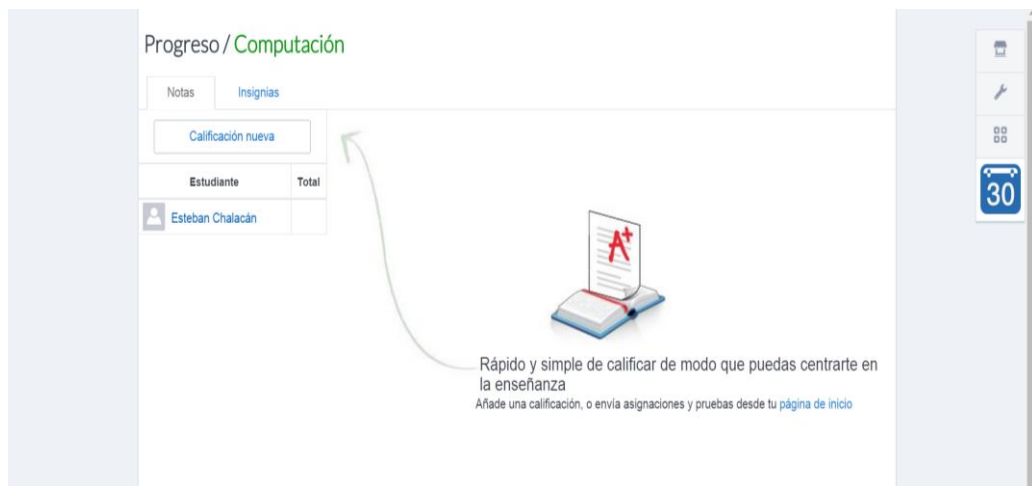 Progreso / Computación
Notas Insignias
Calificación nueva
Estudiante Total
Esteban Chalacán
30
A+
Rápido y simple de calificar de modo que puedas centrarte en
la enseñanza
Añade una calificación, o envía asignaciones y pruebas desde tu página de inicio